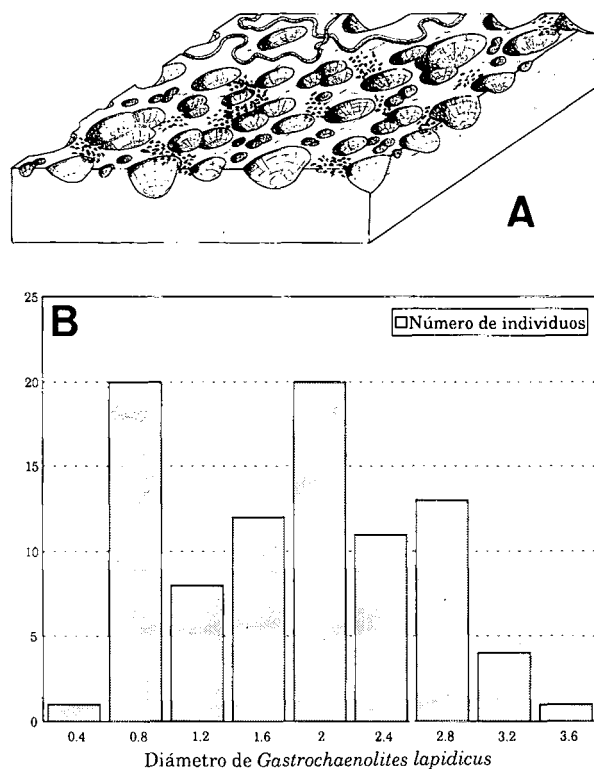 A
B
Número de individuos
25
20
15
10
5
0
0.4 0.8 1.2 1.6 2 2.4 2.8 3.2 3.6
Diámetro de Gastrochaenolites lapidicus